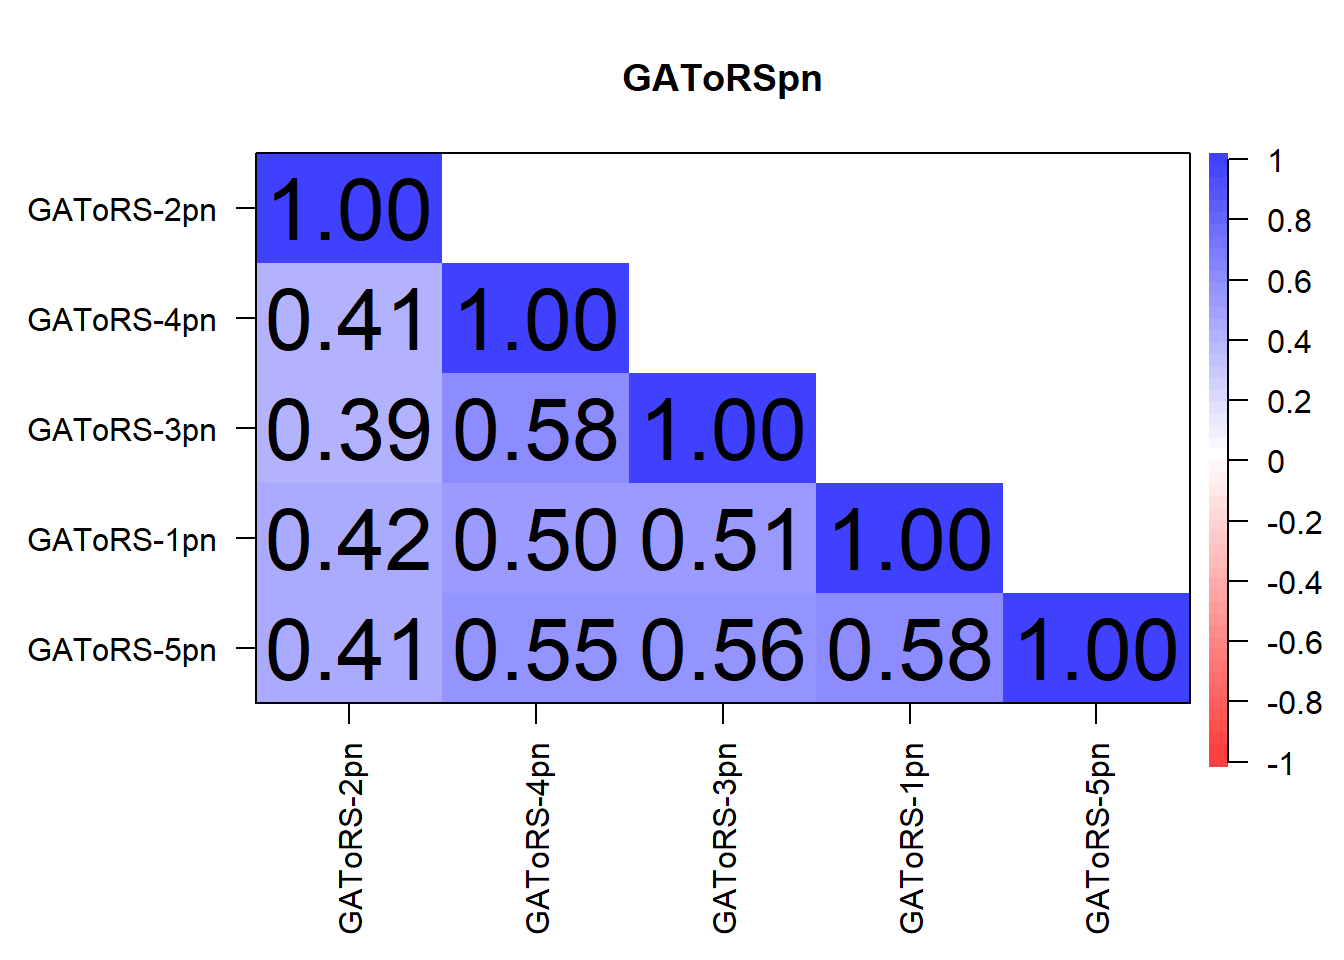 GAToRSpn
GAToRS-2pn 1.00
GAToRS-4pn 0.41 1.00
GAToRS-3pn 0.39 0.58 1.00
GAToRS-1pn 0.42 0.50 0.51 1.00
GAToRS-5pn 0.41 0.55 0.56 0.58 1.00
GAToRS-2pn GAToRS-4pn GAToRS-3pn GAToRS-1pn GAToRS-5pn
1
0.8
0.6
0.4
0.2
0
-0.2
-0.4
-0.6
-0.8
-1